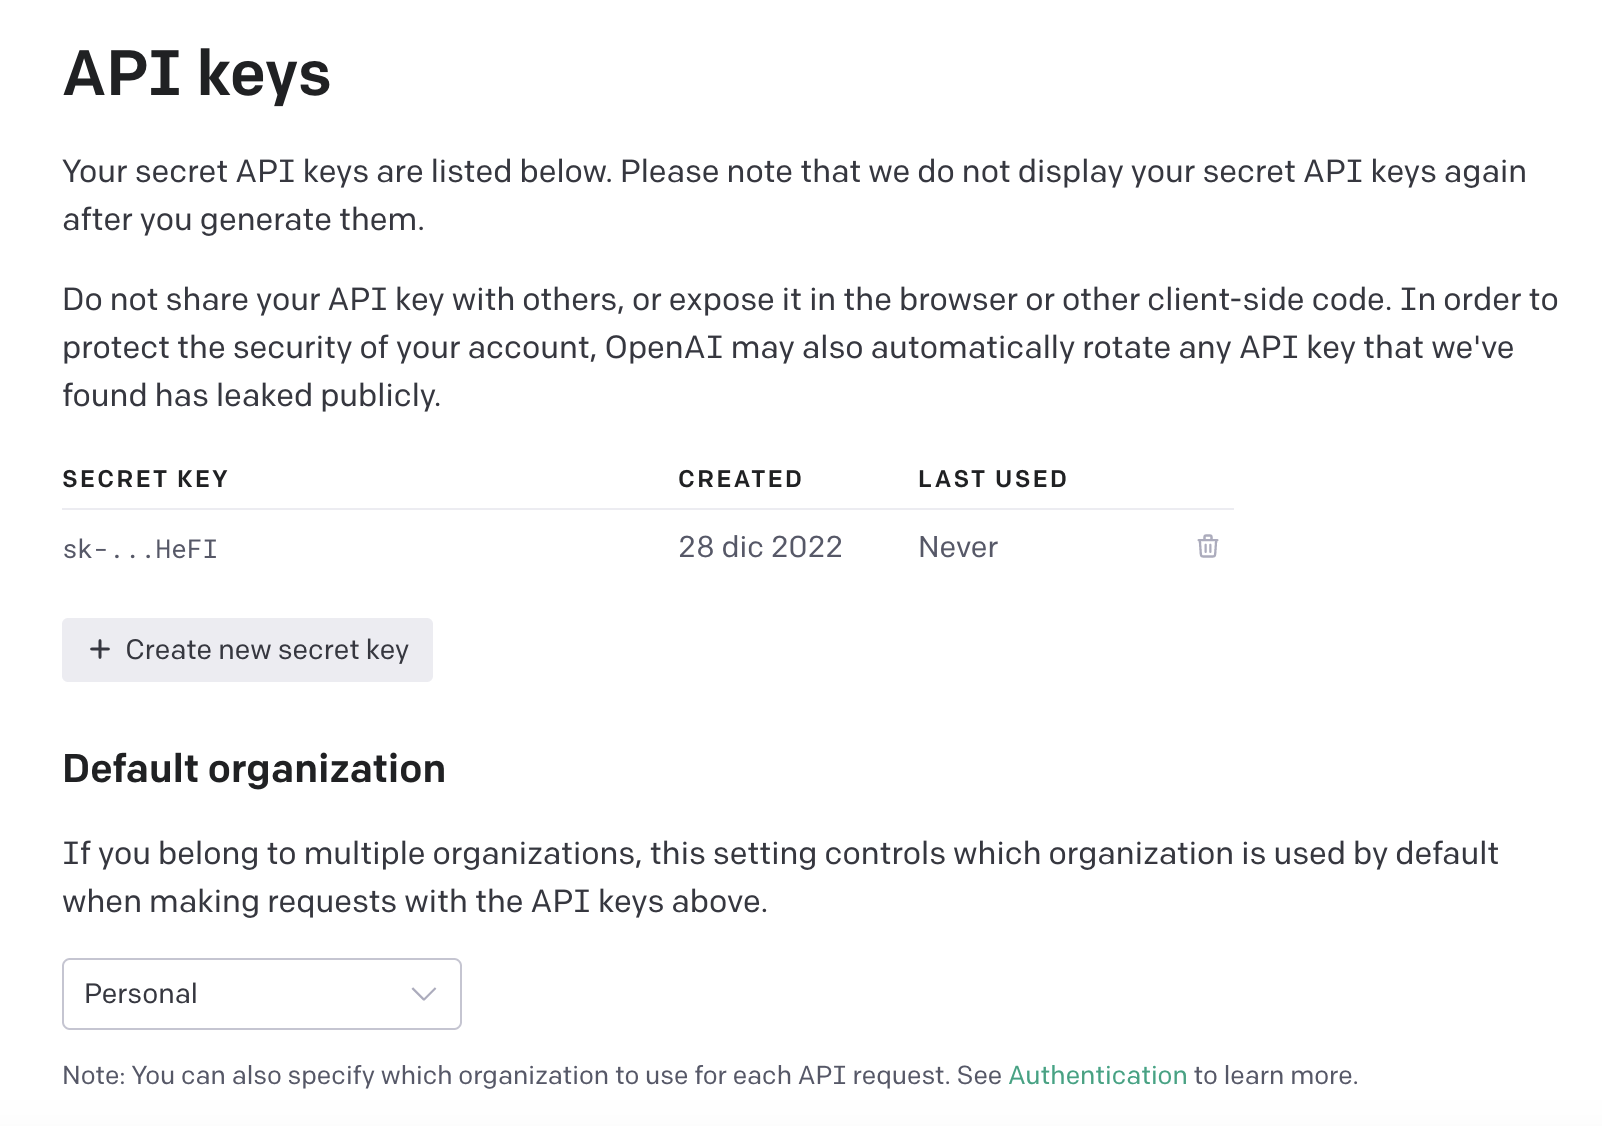 API keys
Your secret API keys are listed below. Please note that we do not display your secret API keys again
after you generate them.
Do not share your API key with others, or expose it in the browser or other client-side code. In order to
protect the security of your account, OpenAI may also automatically rotate any API key that we've
found has leaked publicly.
SECRET KEY CREATED LAST USED
sk-...HeFI 28 dic 2022 Never
+ Create new secret key
Default organization
If you belong to multiple organizations, this setting controls which organization is used by default
when making requests with the API keys above.
Personal
Note: You can also specify which organization to use for each API request. See Authentication to learn more.